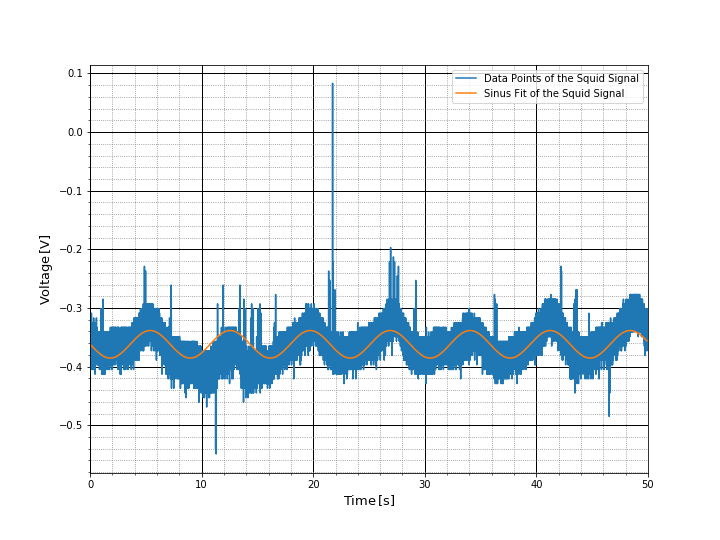 Data Points of the Squid Signal
Sinus Fit of the Squid Signal
0.1
0.0
−0.1
−0.2
−0.3
−0.4
−0.5
Voltage [V]
0 10 20 30 40 50
Time [s]